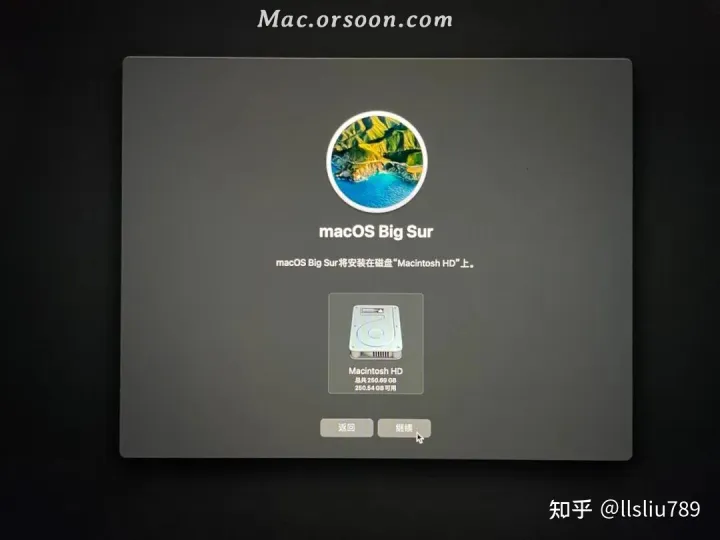 Mac.orsoon.com
macOS Big Sur
macOS Big Sur将安装在磁盘“Macintosh HD”上。
Macintosh HD
总共 250.69 GB
250.54 GB 可用
返回 继续
知乎 @llsliu789